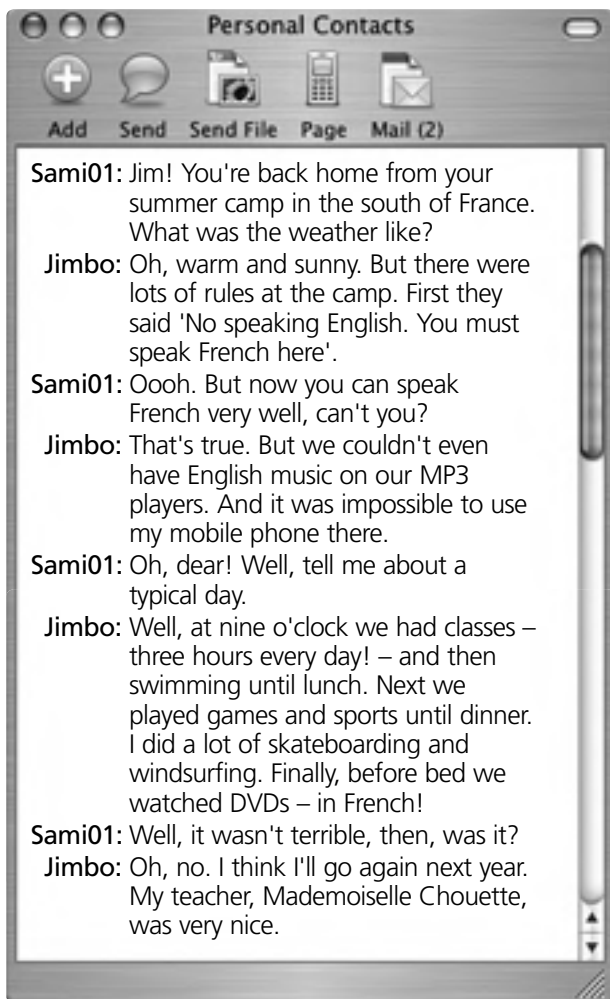 Personal Contacts
Add Send Send File Page Mail (2)
Sami01: Jim! You're back home from your
summer camp in the south of France.
What was the weather like?
Jimbo: Oh, warm and sunny. But there were
lots of rules at the camp. First they
said 'No speaking English. You must
speak French here'.
Sami01: Oooh. But now you can speak
French very well, can't you?
Jimbo: That's true. But we couldn't even
have English music on our MP3
players. And it was impossible to use
my mobile phone there.
Sami01: Oh, dear! Well, tell me about a
typical day.
Jimbo: Well, at nine o'clock we had classes –
three hours every day! – and then
swimming until lunch. Next we
played games and sports until dinner.
I did a lot of skateboarding and
windsurfing. Finally, before bed we
watched DVDs – in French!
Sami01: Well, it wasn't terrible, then, was it?
Jimbo: Oh, no. I think I'll go again next year.
My teacher, Mademoiselle Chouette,
was very nice.